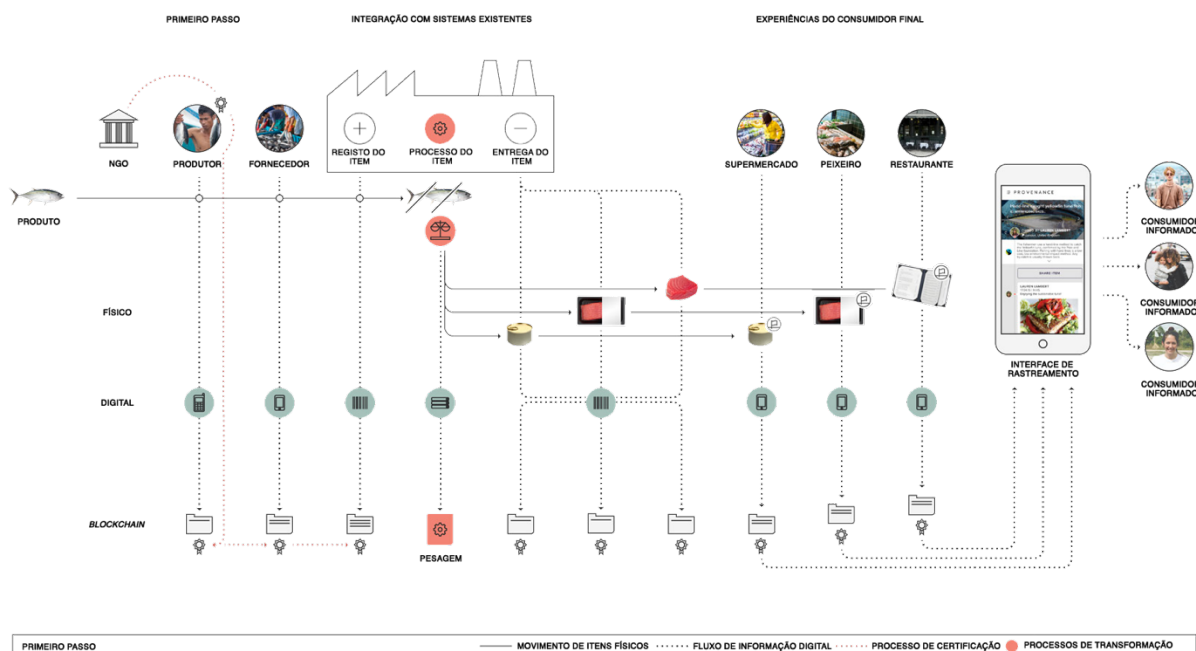 PRIMEIRO PASSO
INTEGRAÇÃO COM SISTEMAS EXISTENTES
EXPERIÊNCIAS DO CONSUMIDOR FINAL
NGO
PRODUTOR
FORNECEDOR
REGISTO DO
ITEM
PROCESSO DO
ITEM
ENTREGA DO
ITEM
SUPERMERCADO
PEIXEIRO
RESTAURANTE
PRODUTO
PROVENANCE
SHARE ITEM
CONSUMIDOR
INFORMADO
CONSUMIDOR
INFORMADO
CONSUMIDOR
INFORMADO
FÍSICO
INTERFACE DE
RASTREAMENTO
DIGITAL
BLOCKCHAIN
PESAGEM
PRIMEIRO PASSO
MOVIMENTO DE ITENS FÍSICOS
FLUXO DE INFORMAÇÃO DIGITAL
PROCESSO DE CERTIFICAÇÃO
PROCESSOS DE TRANSFORMAÇÃO